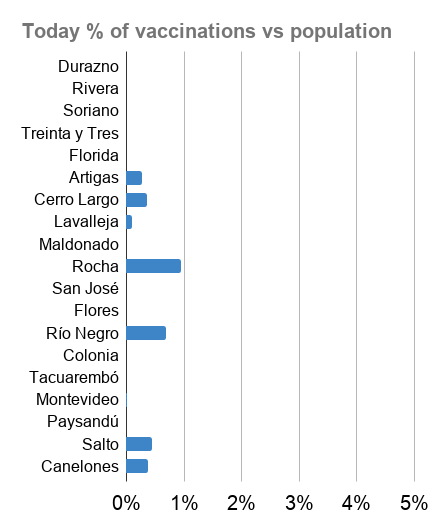 Today % of vaccinations vs population
Durazno
Rivera
Soriano
Treinta y Tres
Florida
Artigas
Cerro Largo
Lavalleja
Maldonado
Rocha
San José
Flores
Río Negro
Colonia
Tacuarembó
Montevideo
Paysandú
Salto
Canelones
0% 1% 2% 3% 4% 5%